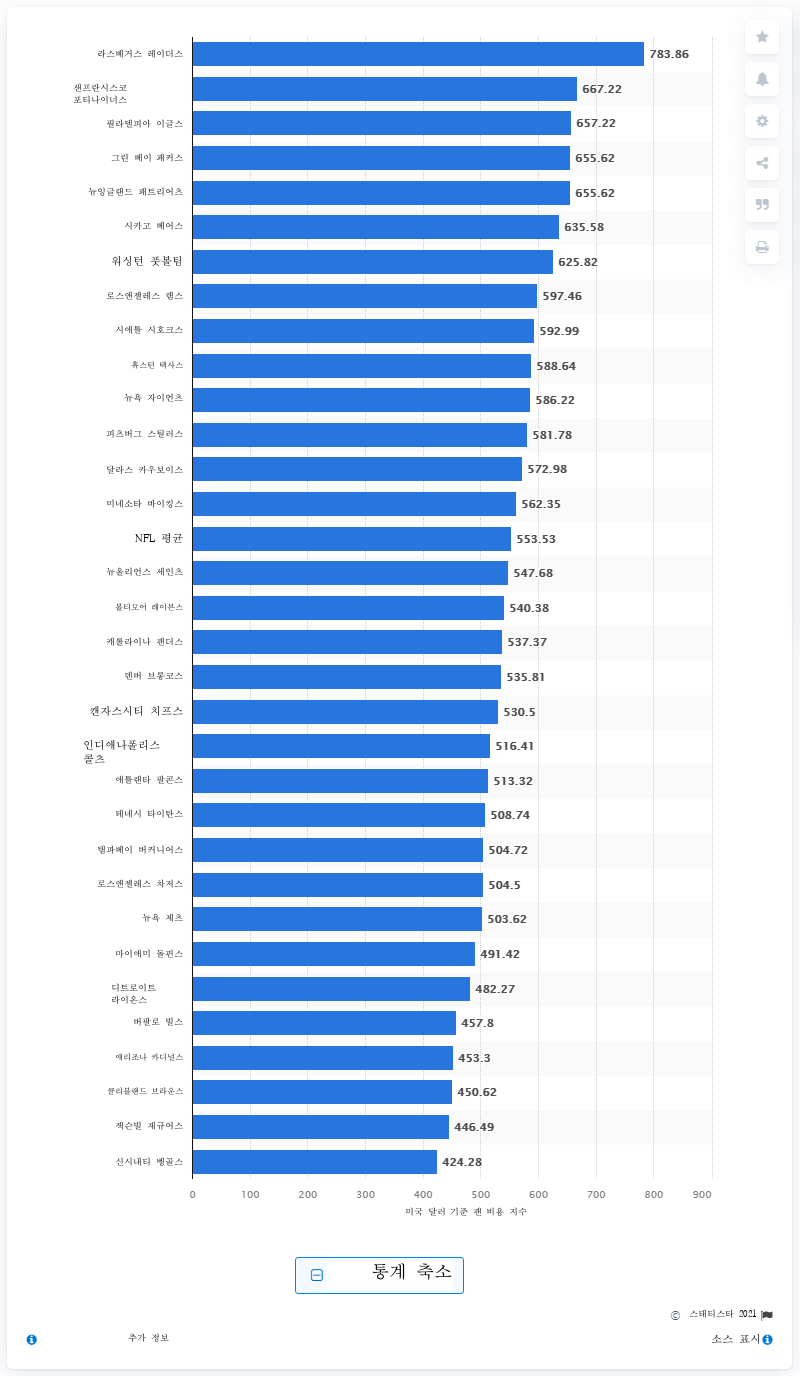 라스베거스 레이더스 783.86
샌프란시스코
포티나이너스 667.22
필라델피아 이글스 657.22
그린 베이 패커스 655.62
뉴잉글랜드 패트리어츠 655.62
시카고 베어스 635.58
워싱턴 풋볼팀 625.82
로스앤젤레스 램스 597.46
시애틀 시호크스 592.99
휴스턴 텍사스 588.64
뉴욕 자이언츠 586.22
피츠버그 스틸러스 581.78
달라스 카우보이스 572.98
미네소타 바이킹스 562.35
NFL 평균 553.53
뉴올리언스 세인츠 547.68
볼티모어 레이븐스 540.38
캐롤라이나 팬더스 537.37
덴버 브롱코스 535.81
캔자스시티 치프스 530.5
인디애나폴리스
콜츠 516.41
애틀랜타 팔콘스 513.32
테네시 타이탄스 508.74
탬파베이 버커니어스 504.72
로스앤젤레스 차저스 504.5
뉴욕 제츠 503.62
마이애미 돌핀스 491.42
디트로이트
라이온스 482.27
버팔로 빌스 457.8
애리조나 카디널스 453.3
클리블랜드 브라운스 450.62
잭슨빌 재규어스 446.49
신시내티 벵골스 424.28
0 100 200 300 400 500 600 700 800 900
미국 달러 기준 팬 비용 지수
통계 축소
© 스태티스타 2021
추가 정보
소스 표시